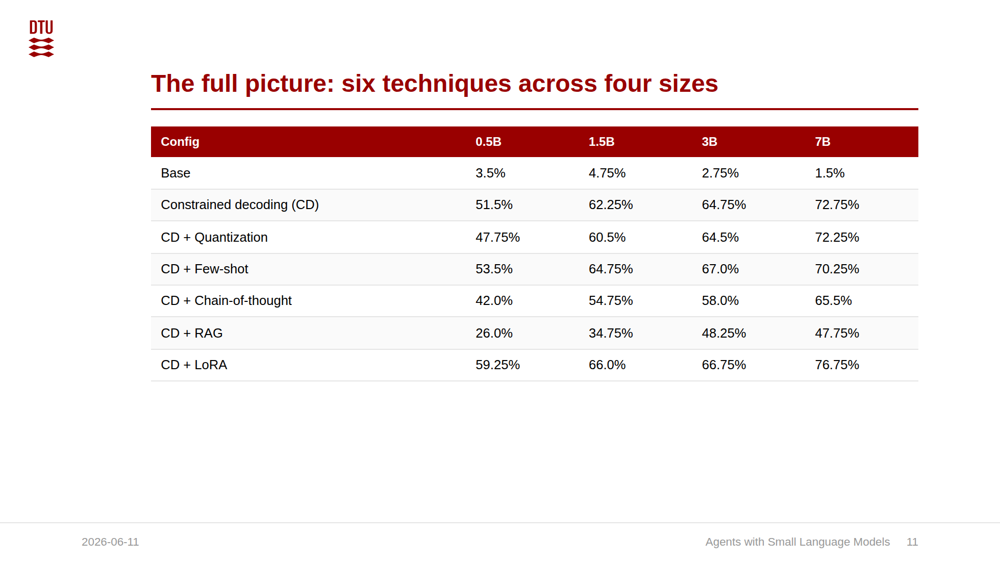 DTU
The full picture: six techniques across four sizes
Config 0.5B 1.5B 3B 7B
Base 3.5% 4.75% 2.75% 1.5%
Constrained decoding (CD) 51.5% 62.25% 64.75% 72.75%
CD + Quantization 47.75% 60.5% 64.5% 72.25%
CD + Few-shot 53.5% 64.75% 67.0% 70.25%
CD + Chain-of-thought 42.0% 54.75% 58.0% 65.5%
CD + RAG 26.0% 34.75% 48.25% 47.75%
CD + LoRA 59.25% 66.0% 66.75% 76.75%
2026-06-11 Agents with Small Language Models 11